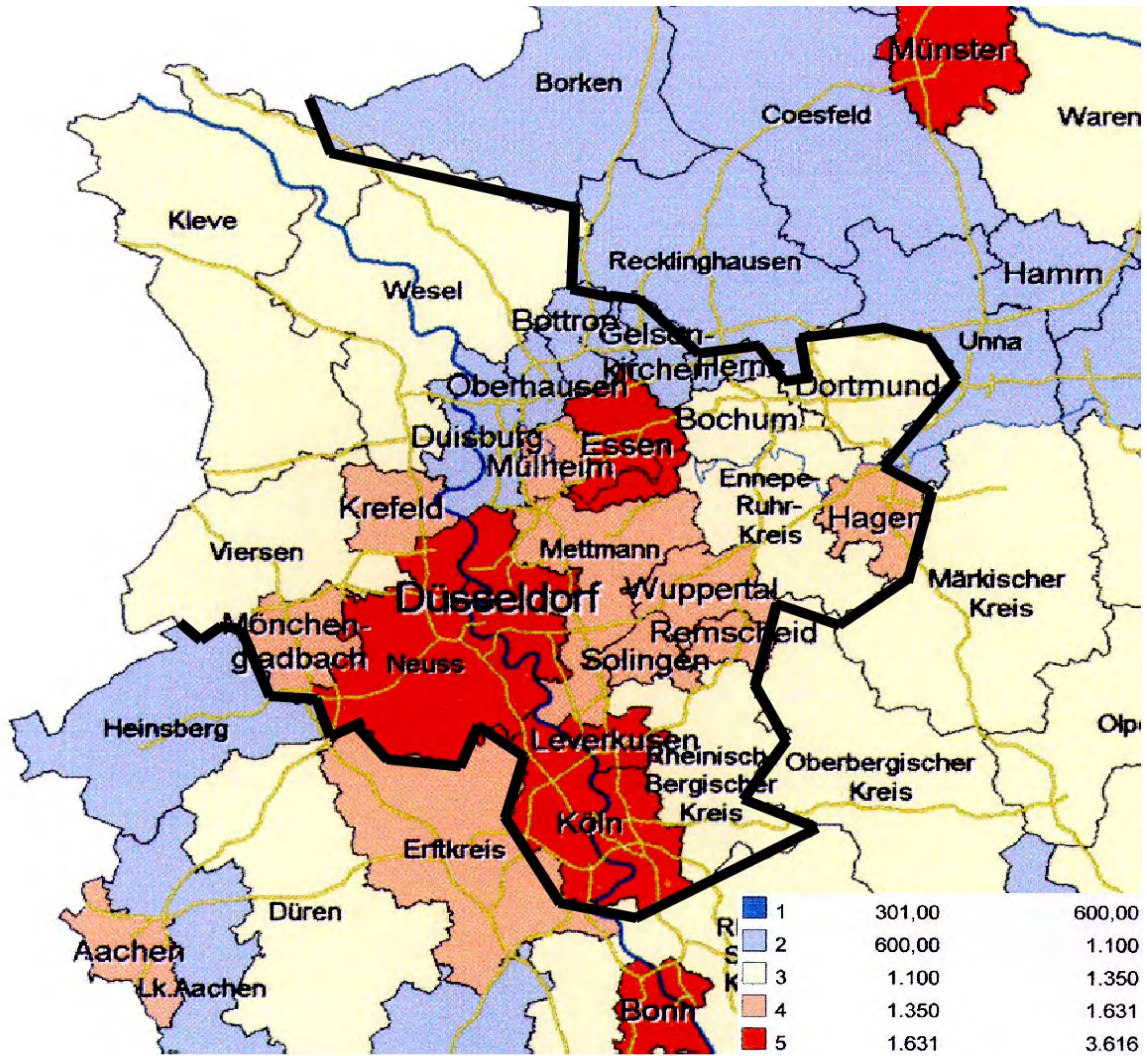 Münster
Borken
Coesfeld
Waren
Kleve
Recklinghausen
Hamm
Wesel
Bottrop
Gelsen-
kirchen
Herne
Unna
Oberhausen
Dortmund
Bochum
Duisburg
Essen
Mülheim
Ennepe-
Ruhr-
Kreis
Krefeld
Hagen
Viersen
Mettmann
Märkischer
Kreis
Düsseldorf
Wuppertal
Mönchen-
gladbach
Remscheid
Neuss
Solingen
Heinsberg
Leverkusen
Olpe
Rheinisch-
Bergischer
Kreis
Oberbergischer
Kreis
Köln
Erftkreis
Düren
Aachen
Lk.Aachen
R
S
K
Bonn
1 301,00 600,00
2 600,00 1.100
3 1.100 1.350
4 1.350 1.631
5 1.631 3.616